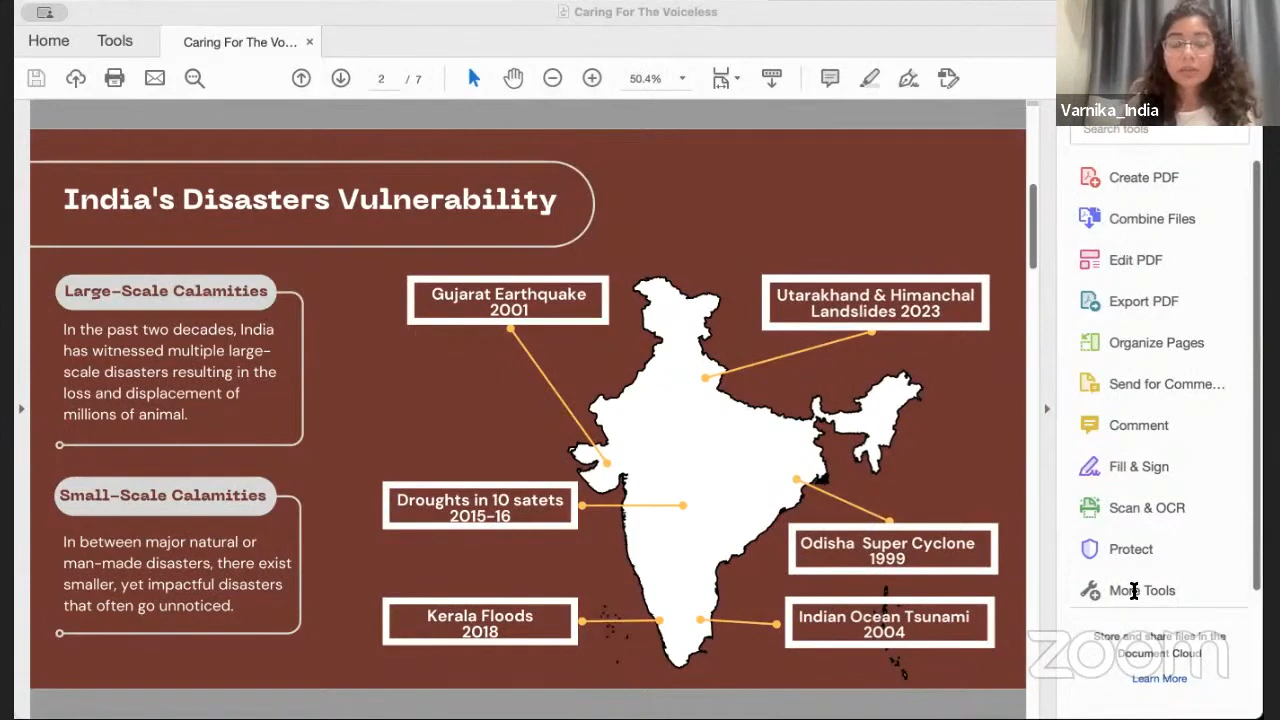 Caring For The Voiceless
Home
Tools
Caring For The Vo...
2 / 7
50.4%
Varnika_India
Search tools
Create PDF
Combine Files
Edit PDF
Export PDF
Organize Pages
Send for Comme...
Comment
Fill & Sign
Scan & OCR
Protect
More Tools
Store and share files in the
Document Cloud
Learn More
zoom
India's Disasters Vulnerability
Large-Scale Calamities
In the past two decades, India
has witnessed multiple large-
scale disasters resulting in the
loss and displacement of
millions of animal.
Small-Scale Calamities
In between major natural or
man-made disasters, there exist
smaller, yet impactful disasters
that often go unnoticed.
Gujarat Earthquake
2001
Utarakhand & Himanchal
Landslides 2023
Droughts in 10 satets
2015-16
Odisha Super Cyclone
1999
Kerala Floods
2018
Indian Ocean Tsunami
2004